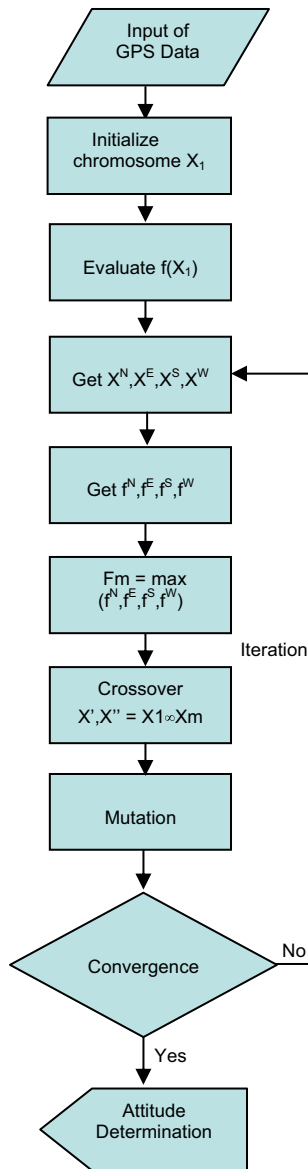 Input of
GPS Data
Initialize
chromosome X₁
Evaluate f(X₁)
Get Xᴺ,Xᴱ,Xˢ,Xᵂ
Get fᴺ,fᴱ,fˢ,fᵂ
Fm = max
(fᴺ,fᴱ,fˢ,fᵂ)
Iteration
Crossover
X',X'' = X1∞Xm
Mutation
Convergence
No
Yes
Attitude
Determination